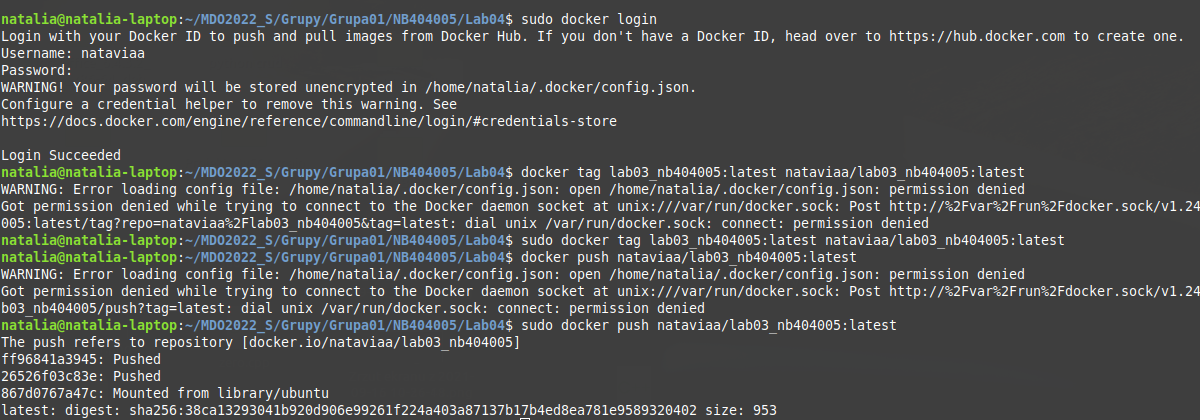 natalia@natalia-laptop:~/MDO2022_S/Grupy/Grupa01/NB404005/Lab04$ sudo docker login
Login with your Docker ID to push and pull images from Docker Hub. If you don't have a Docker ID, head over to https://hub.docker.com to create one.
Username: nataviaa
Password:
WARNING! Your password will be stored unencrypted in /home/natalia/.docker/config.json.
Configure a credential helper to remove this warning. See
https://docs.docker.com/engine/reference/commandline/login/#credentials-store
Login Succeeded
natalia@natalia-laptop:~/MDO2022_S/Grupy/Grupa01/NB404005/Lab04$ docker tag lab03_nb404005:latest nataviaa/lab03_nb404005:latest
WARNING: Error loading config file: /home/natalia/.docker/config.json: open /home/natalia/.docker/config.json: permission denied
Got permission denied while trying to connect to the Docker daemon socket at unix:///var/run/docker.sock: Post http://%2Fvar%2Frun%2Fdocker.sock/v1.24
005:latest/tag?repo=nataviaa%2Flab03_nb404005&tag=latest: dial unix /var/run/docker.sock: connect: permission denied
natalia@natalia-laptop:~/MDO2022_S/Grupy/Grupa01/NB404005/Lab04$ sudo docker tag lab03_nb404005:latest nataviaa/lab03_nb404005:latest
natalia@natalia-laptop:~/MDO2022_S/Grupy/Grupa01/NB404005/Lab04$ docker push nataviaa/lab03_nb404005:latest
WARNING: Error loading config file: /home/natalia/.docker/config.json: open /home/natalia/.docker/config.json: permission denied
Got permission denied while trying to connect to the Docker daemon socket at unix:///var/run/docker.sock: Post http://%2Fvar%2Frun%2Fdocker.sock/v1.24
b03_nb404005/push?tag=latest: dial unix /var/run/docker.sock: connect: permission denied
natalia@natalia-laptop:~/MDO2022_S/Grupy/Grupa01/NB404005/Lab04$ sudo docker push nataviaa/lab03_nb404005:latest
The push refers to repository [docker.io/nataviaa/lab03_nb404005]
ff96841a3945: Pushed
26526f03c83e: Pushed
867d0767a47c: Mounted from library/ubuntu
latest: digest: sha256:38ca13293041b920d906e99261f224a403a87137b17b4ed8ea781e9589320402 size: 953